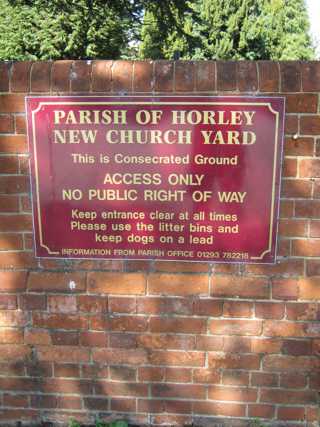 PARISH OF HORLEY
NEW CHURCH YARD
This is Consecrated Ground
ACCESS ONLY
NO PUBLIC RIGHT OF WAY
Keep entrance clear at all times
Please use the litter bins and
keep dogs on a lead
INFORMATION FROM PARISH OFFICE 01293 782218